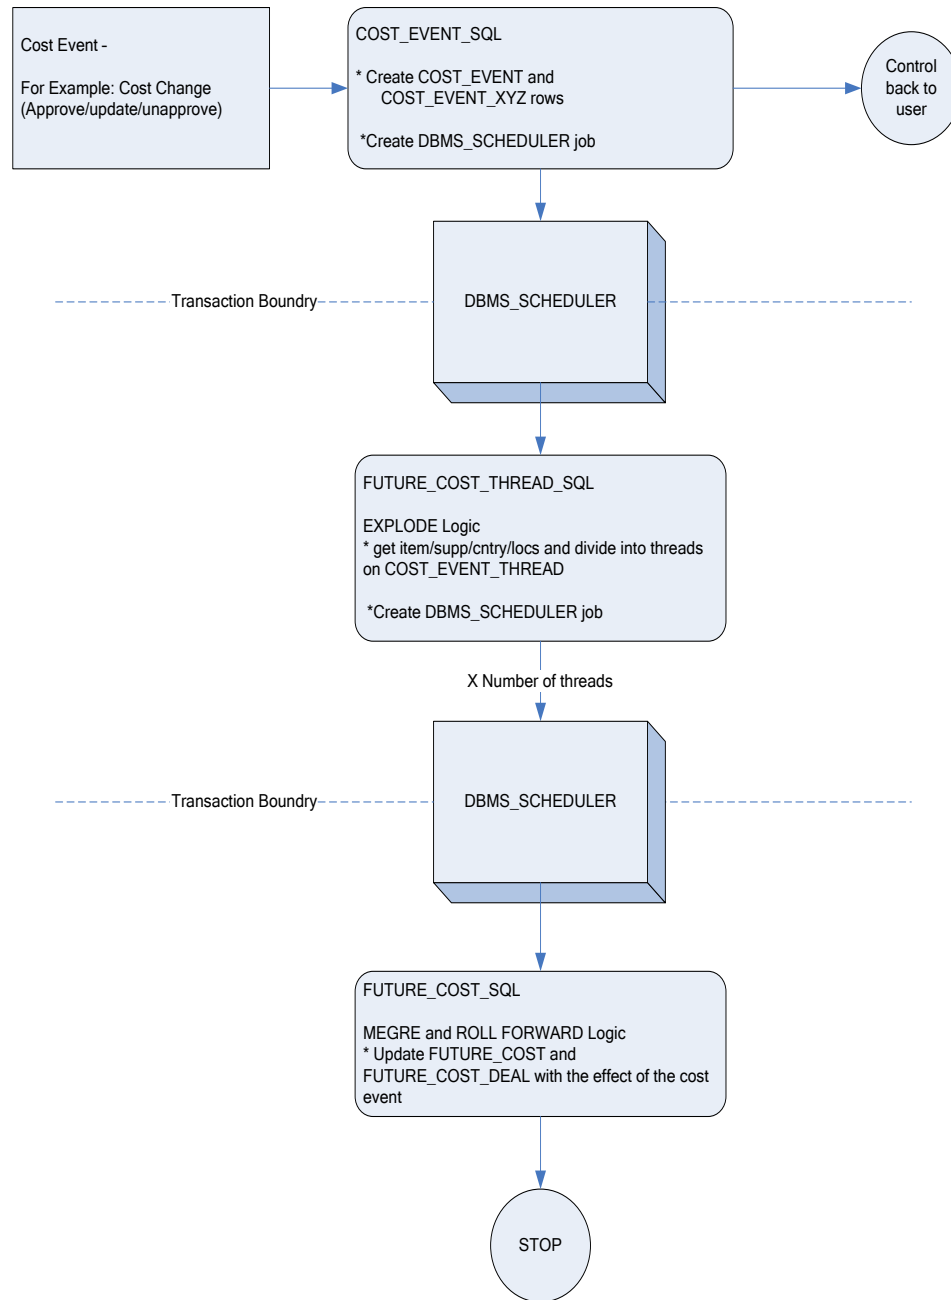 Cost Event -
For Example: Cost Change
(Approve/update/unapprove)
COST_EVENT_SQL
* Create COST_EVENT and
COST_EVENT_XYZ rows
*Create DBMS_SCHEDULER job
Control
back to
user
Transaction Boundry
DBMS_SCHEDULER
FUTURE_COST_THREAD_SQL
EXPLODE Logic
* get item/supp/cntry/locs and divide into threads
on COST_EVENT_THREAD
*Create DBMS_SCHEDULER job
X Number of threads
Transaction Boundry
DBMS_SCHEDULER
FUTURE_COST_SQL
MEGRE and ROLL FORWARD Logic
* Update FUTURE_COST and
FUTURE_COST_DEAL with the effect of the cost
event
STOP